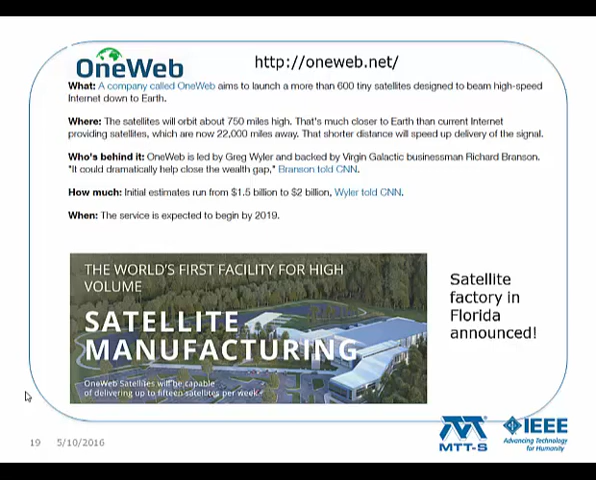 OneWeb
http://oneweb.net/
What: A company called OneWeb aims to launch a more than 600 tiny satellites designed to beam high-speed
Internet down to Earth.
Where: The satellites will orbit about 750 miles high. That's much closer to Earth than current Internet
providing satellites, which are now 22,000 miles away. That shorter distance will speed up delivery of the signal.
Who's behind it: OneWeb is led by Greg Wyler and backed by Virgin Galactic businessman Richard Branson.
"It could dramatically help close the wealth gap," Branson told CNN.
How much: Initial estimates run from $1.5 billion to $2 billion, Wyler told CNN.
When: The service is expected to begin by 2019.
THE WORLD'S FIRST FACILITY FOR HIGH
VOLUME
SATELLITE
MANUFACTURING
OneWeb Satellites will be capable
of delivering up to fifteen satellites per week.
Satellite
factory in
Florida
announced!
MTT-S
IEEE
Advancing Technology
for Humanity
19 5/10/2016